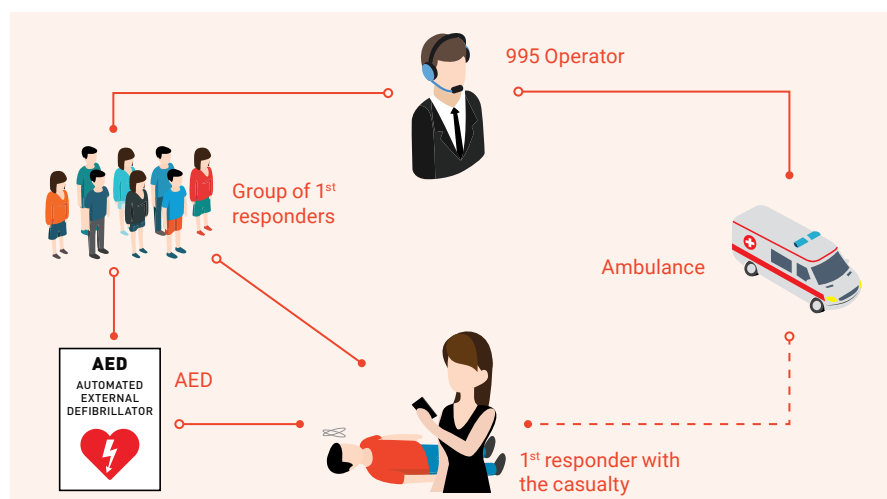 995 Operator
Group of 1st
responders
Ambulance
AED
AUTOMATED
EXTERNAL
DEFIBRILLATOR
AED
1st responder with
the casualty